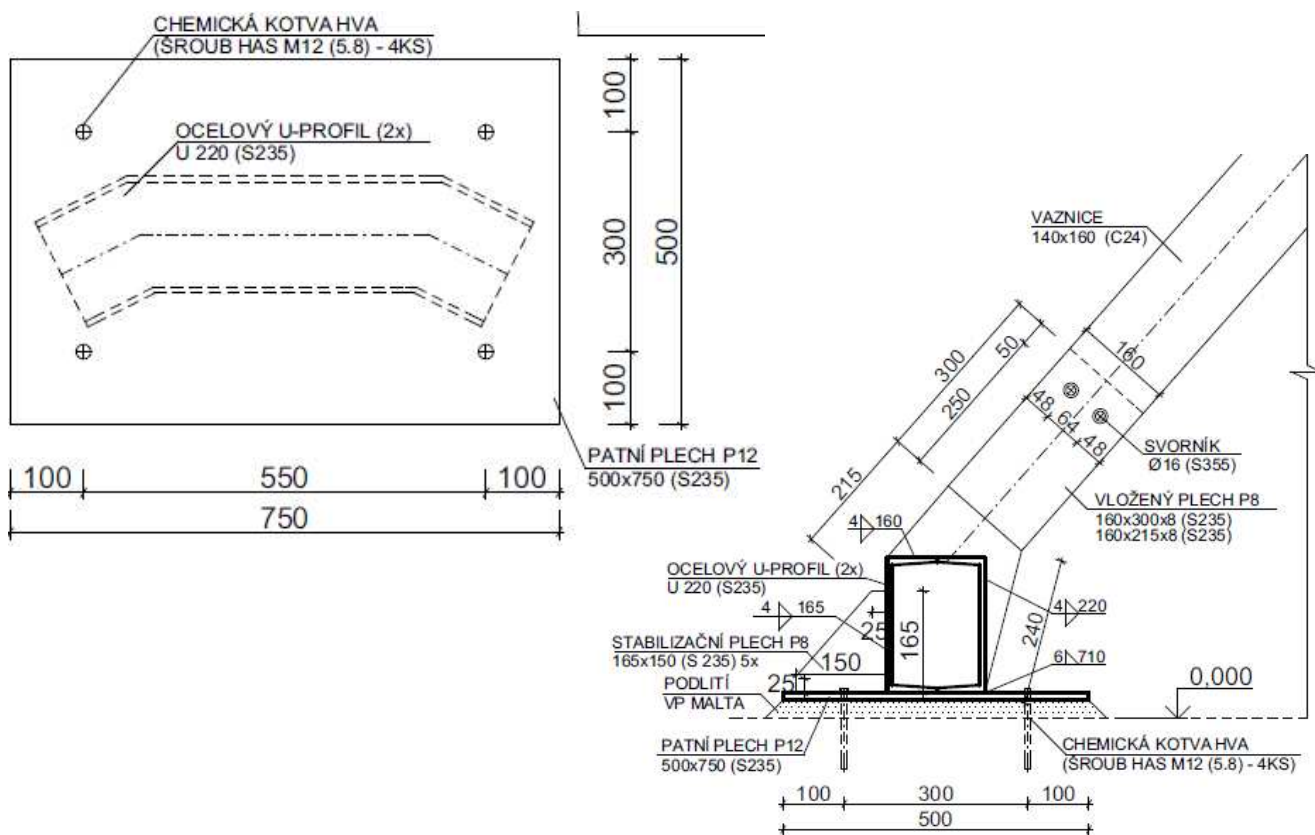 CHEMICKÁ KOTVA HVA
(ŠROUB HAS M12 (5.8) - 4KS)
OCELOVÝ U-PROFIL (2x)
U 220 (S235)
100
300
100
500
PATNÍ PLECH P12
500x750 (S235)
100
550
100
750
VAZNICE
140x160 (C24)
300
50
250
160
215
48
64
48
SVORNÍK
Ø16 (S355)
VLOŽENÝ PLECH P8
160x300x8 (S235)
160x215x8 (S235)
4 160
OCELOVÝ U-PROFIL (2x)
U 220 (S235)
4 165
4 220
25
165
240
STABILIZAČNÍ PLECH P8
165x150 (S 235) 5x
150
6 710
25
PODLITÍ
VP MALTA
0,000
PATNÍ PLECH P12
500x750 (S235)
CHEMICKÁ KOTVA HVA
(ŠROUB HAS M12 (5.8) - 4KS)
100
300
100
500